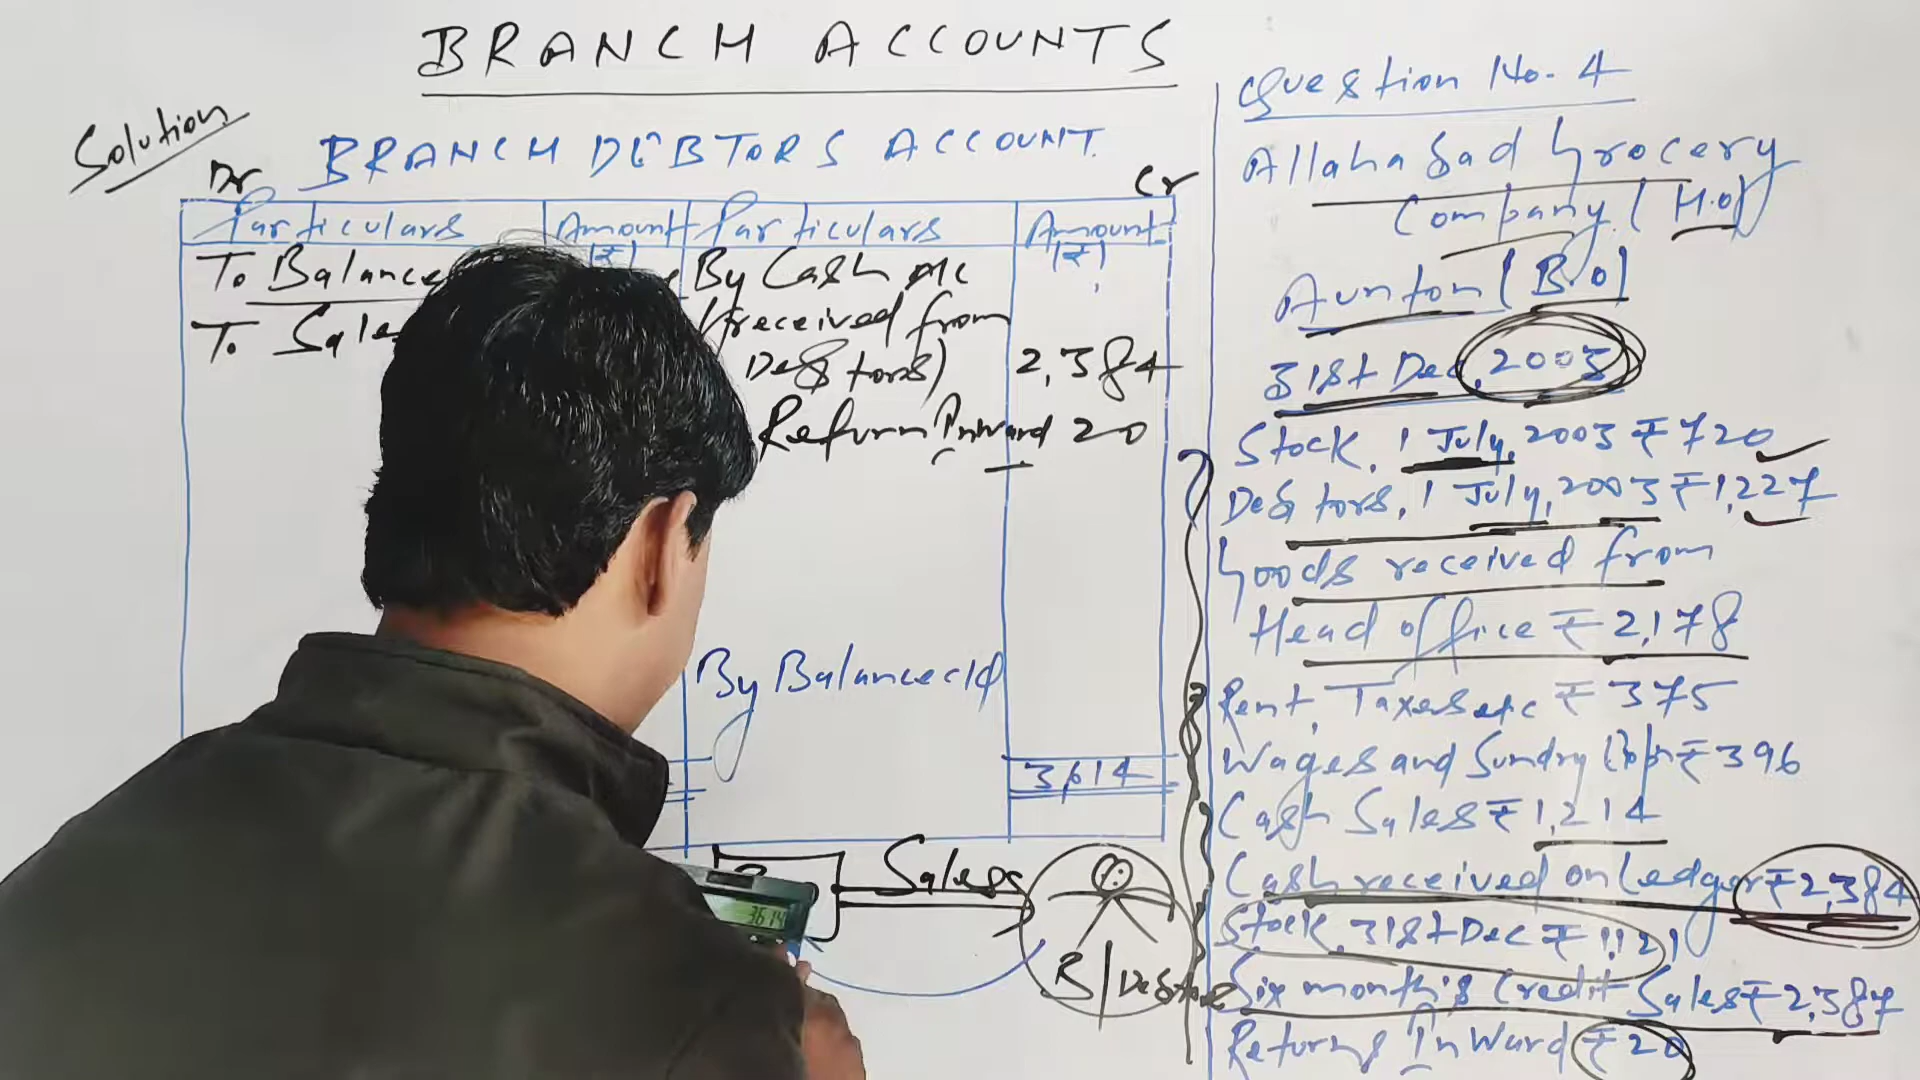 BRANCH ACCOUNTS
Solution
BRANCH DEBTORS ACCOUNT.
Dr
Cr
Particulars Amount (₹) Particulars Amount (₹)
To Balance By Cash a/c
To Sales (received from
Debtors) 2,384
Return Inward 20
By Balance c/d
3,614
Sales
3614
B/Debtors
Question No. 4
Allahabad Grocery
Company (H.O)
Aunton (B.O)
31st Dec, 2003
Stock, 1 July, 2003 ₹720
Debtors, 1 July, 2003 ₹1,227
Goods received from
Head office ₹2,178
Rent, Taxes etc ₹375
Wages and Sundry ₹396
Cash Sales ₹1,214
Cash received on Ledger ₹2,384
Stock, 31st Dec ₹1,121
Six month's Credit Sales ₹2,387
Returns Inward ₹20